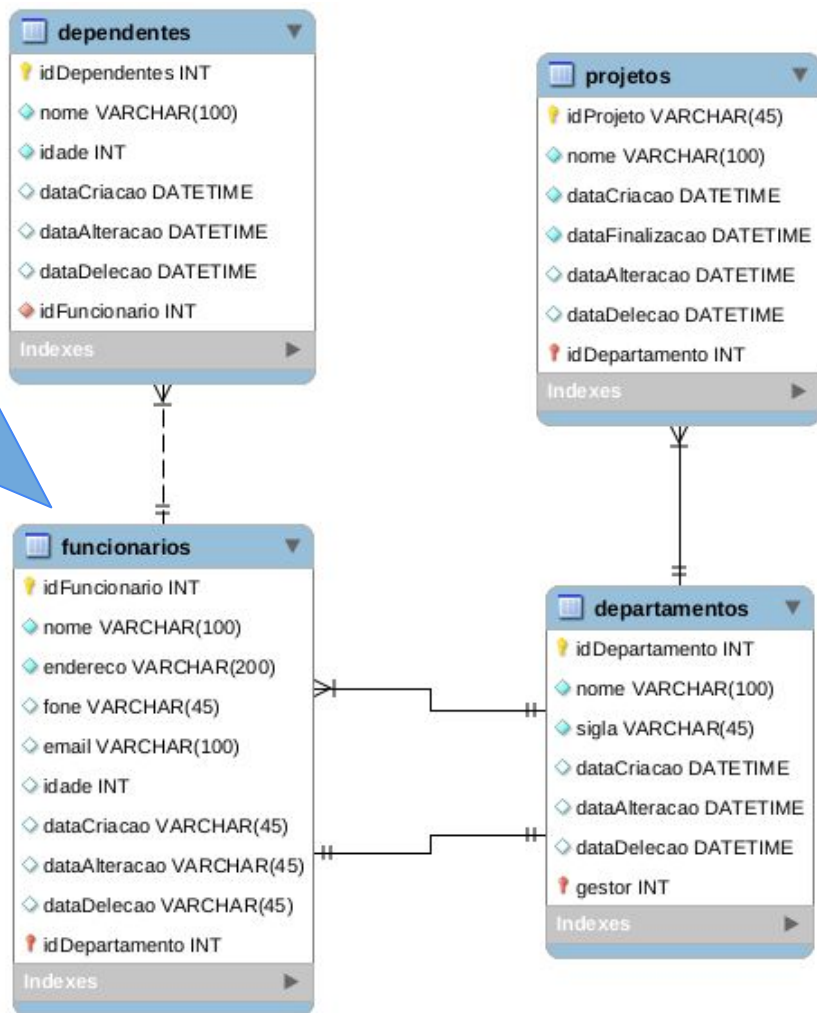 dependentes
idDependentes INT
nome VARCHAR(100)
idade INT
dataCriacao DATETIME
dataAlteracao DATETIME
dataDelecao DATETIME
idFuncionario INT
Indexes
projetos
idProjeto VARCHAR(45)
nome VARCHAR(100)
dataCriacao DATETIME
dataFinalizacao DATETIME
dataAlteracao DATETIME
dataDelecao DATETIME
idDepartamento INT
Indexes
funcionarios
idFuncionario INT
nome VARCHAR(100)
endereco VARCHAR(200)
fone VARCHAR(45)
email VARCHAR(100)
idade INT
dataCriacao VARCHAR(45)
dataAlteracao VARCHAR(45)
dataDelecao VARCHAR(45)
idDepartamento INT
Indexes
departamentos
idDepartamento INT
nome VARCHAR(100)
sigla VARCHAR(45)
dataCriacao DATETIME
dataAlteracao DATETIME
dataDelecao DATETIME
gestor INT
Indexes